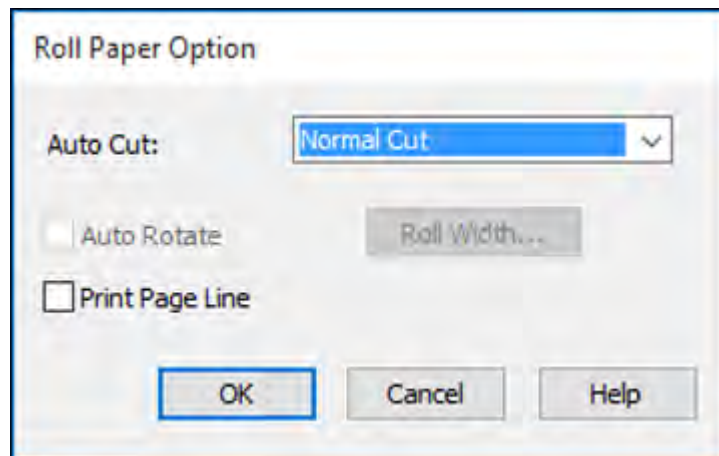 Roll Paper Option
Auto Cut: Normal Cut
Auto Rotate Roll Width...
Print Page Line
OK Cancel Help